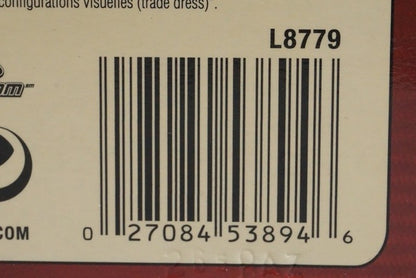 configurations visuelles (trade dress).
L8779
.COM
0 27084 53894 6